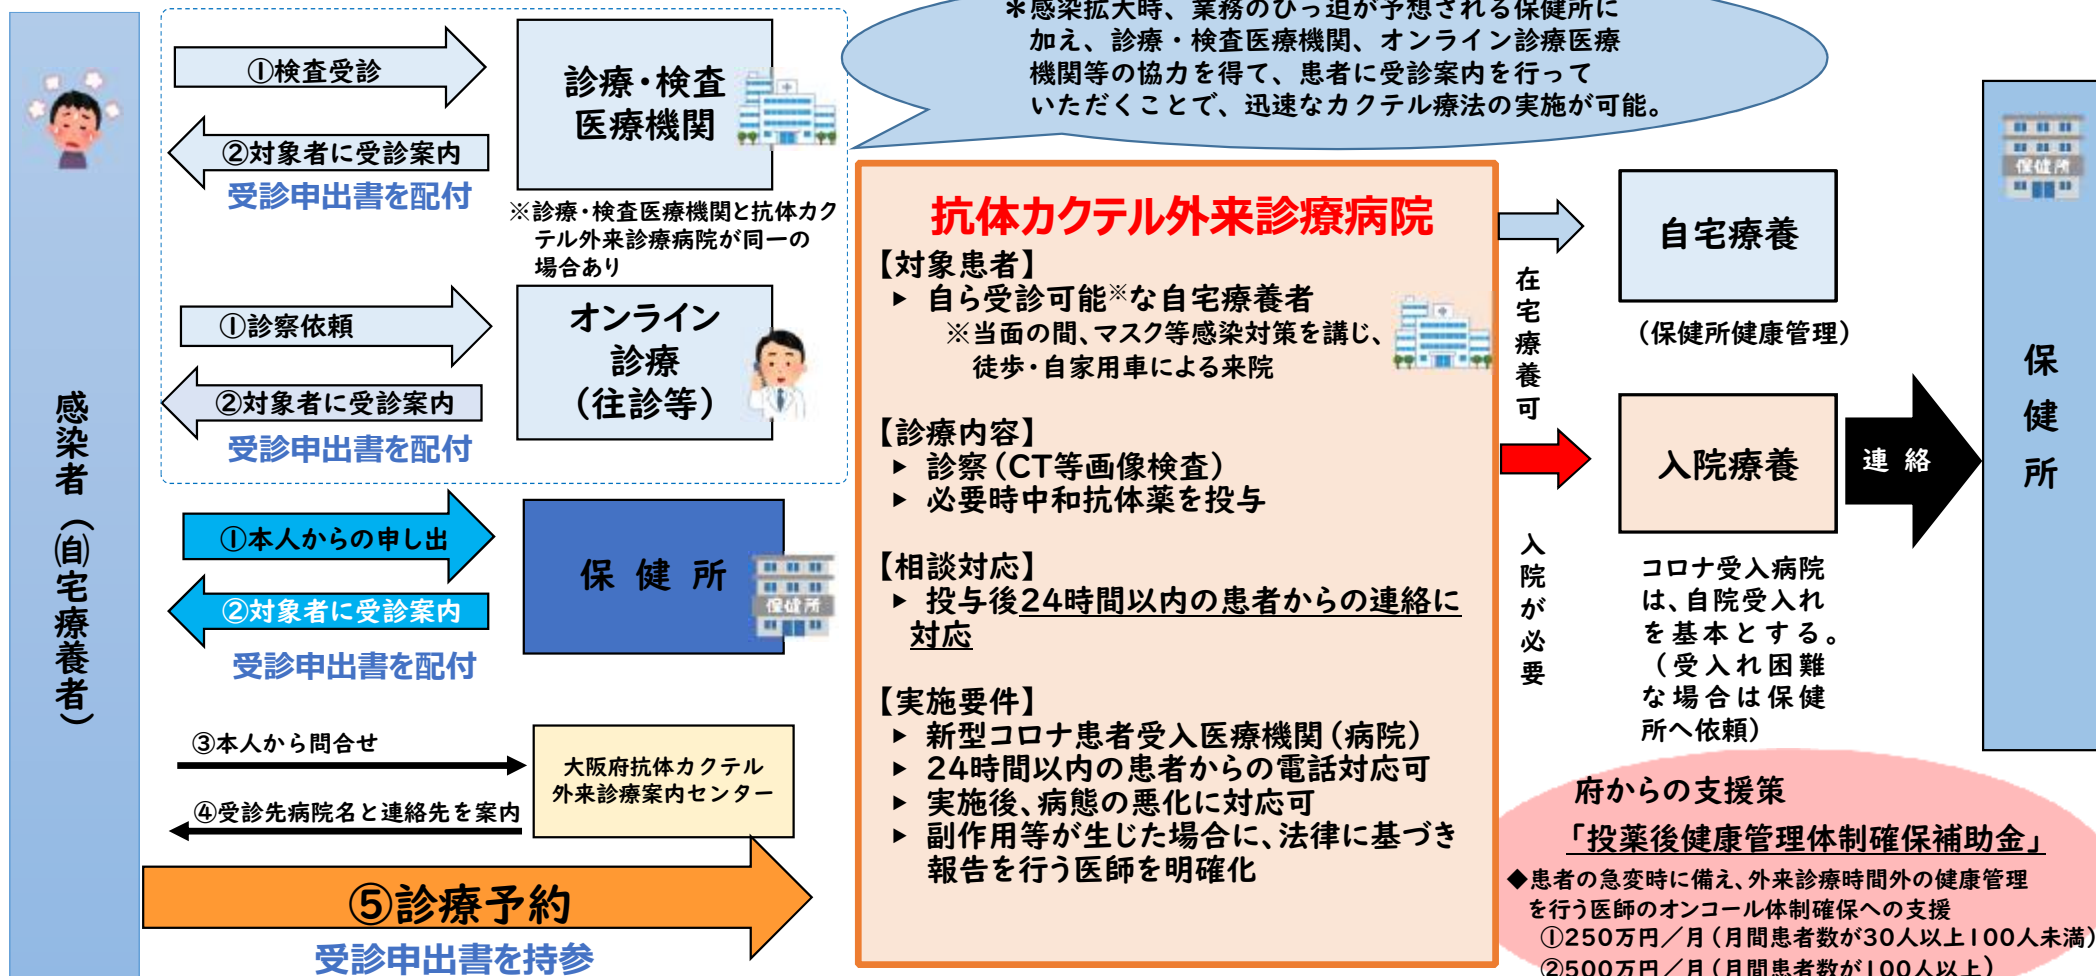 ＊感染拡大時、業務のひっ迫が予想される保健所に
加え、診療・検査医療機関、オンライン診療医療
機関等の協力を得て、患者に受診案内を行って
いただくことで、迅速なカクテル療法の実施が可能。
感染者（自宅療養者）
①検査受診
②対象者に受診案内
受診申出書を配付
診療・検査
医療機関
※診療・検査医療機関と抗体カク
テル外来診療病院が同一の
場合あり
①診察依頼
②対象者に受診案内
受診申出書を配付
オンライン
診療
（往診等）
①本人からの申し出
②対象者に受診案内
受診申出書を配付
保健所
保健所
③本人から問合せ
④受診先病院名と連絡先を案内
大阪府抗体カクテル
外来診療案内センター
⑤診療予約
受診申出書を持参
抗体カクテル外来診療病院
【対象患者】
▶ 自ら受診可能※な自宅療養者
※当面の間、マスク等感染対策を講じ、
徒歩・自家用車による来院
【診療内容】
▶ 診察（CT等画像検査）
▶ 必要時中和抗体薬を投与
【相談対応】
▶ 投与後24時間以内の患者からの連絡に
対応
【実施要件】
▶ 新型コロナ患者受入医療機関（病院）
▶ 24時間以内の患者からの電話対応可
▶ 実施後、病態の悪化に対応可
▶ 副作用等が生じた場合に、法律に基づき
報告を行う医師を明確化
在宅療養可
自宅療養
（保健所健康管理）
入院が必要
入院療養
連絡
コロナ受入病院
は、自院受入れ
を基本とする。
（受入れ困難
な場合は保健
所へ依頼）
保健所
保健所
府からの支援策
「投薬後健康管理体制確保補助金」
◆患者の急変時に備え、外来診療時間外の健康管理
を行う医師のオンコール体制確保への支援
①250万円／月（月間患者数が30人以上100人未満）
②500万円／月（月間患者数が100人以上）